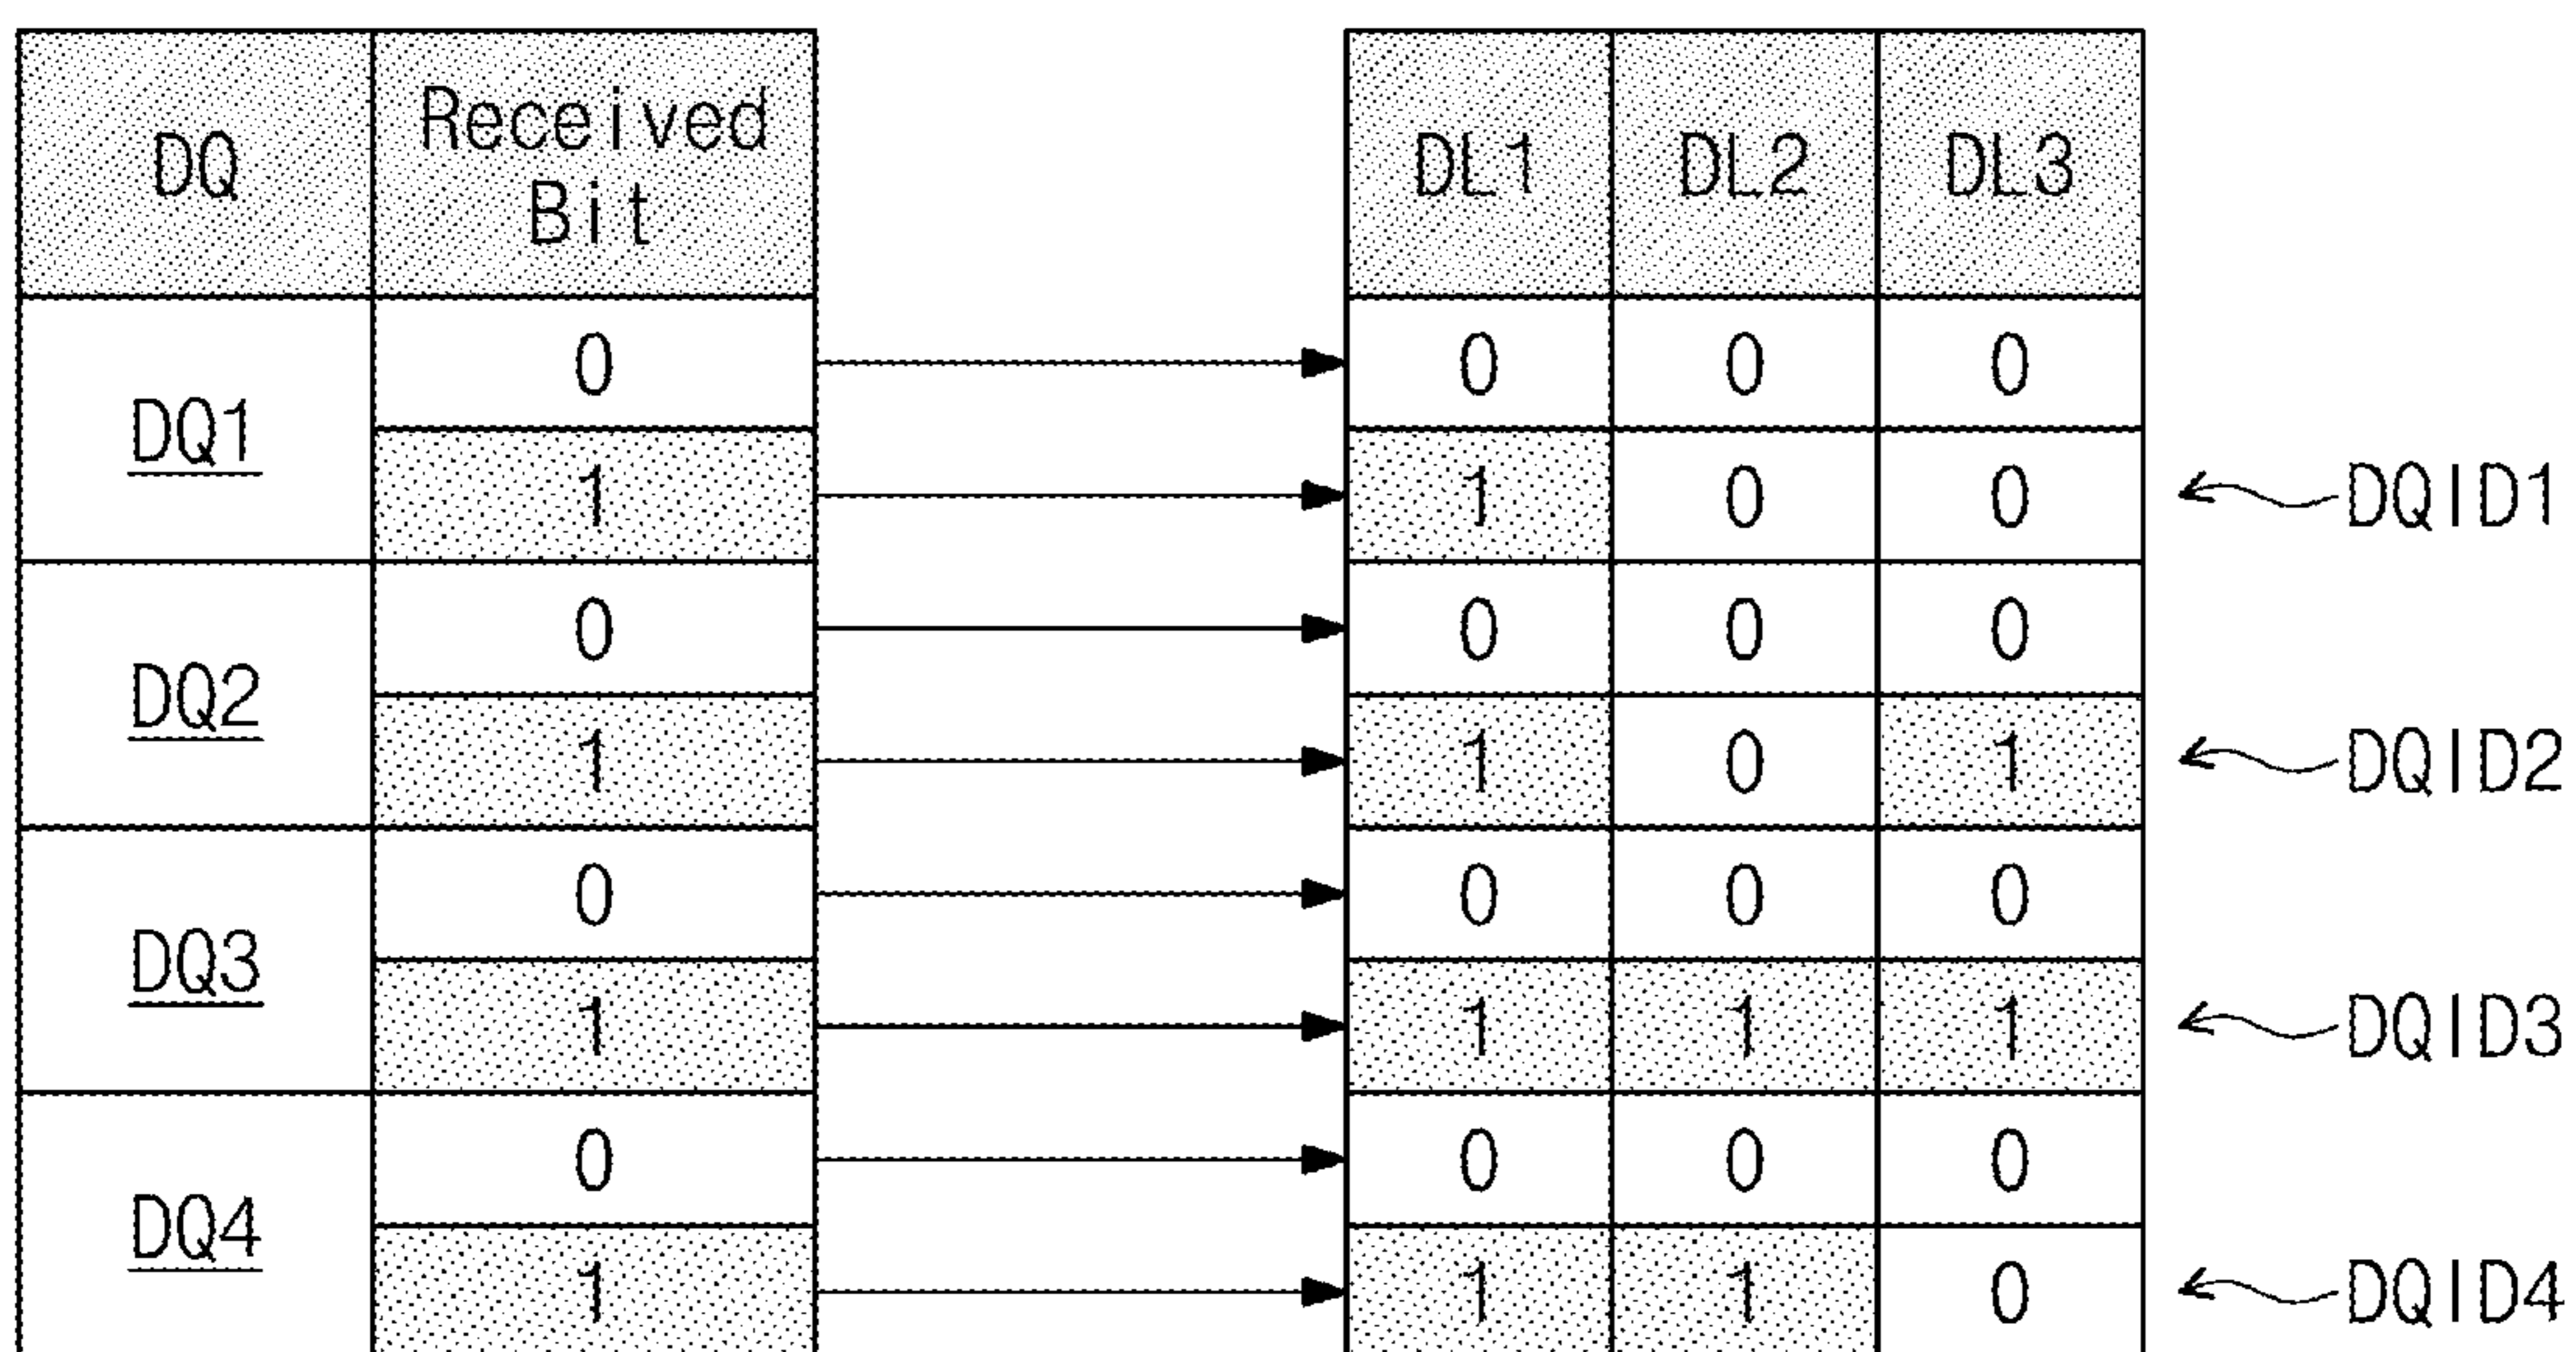 DQ Received Bit DL1 DL2 DL3
DQ1 0 0 0 0
1 1 0 0 DQID1
DQ2 0 0 0 0
1 1 0 1 DQID2
DQ3 0 0 0 0
1 1 1 1 DQID3
DQ4 0 0 0 0
1 1 1 0 DQID4